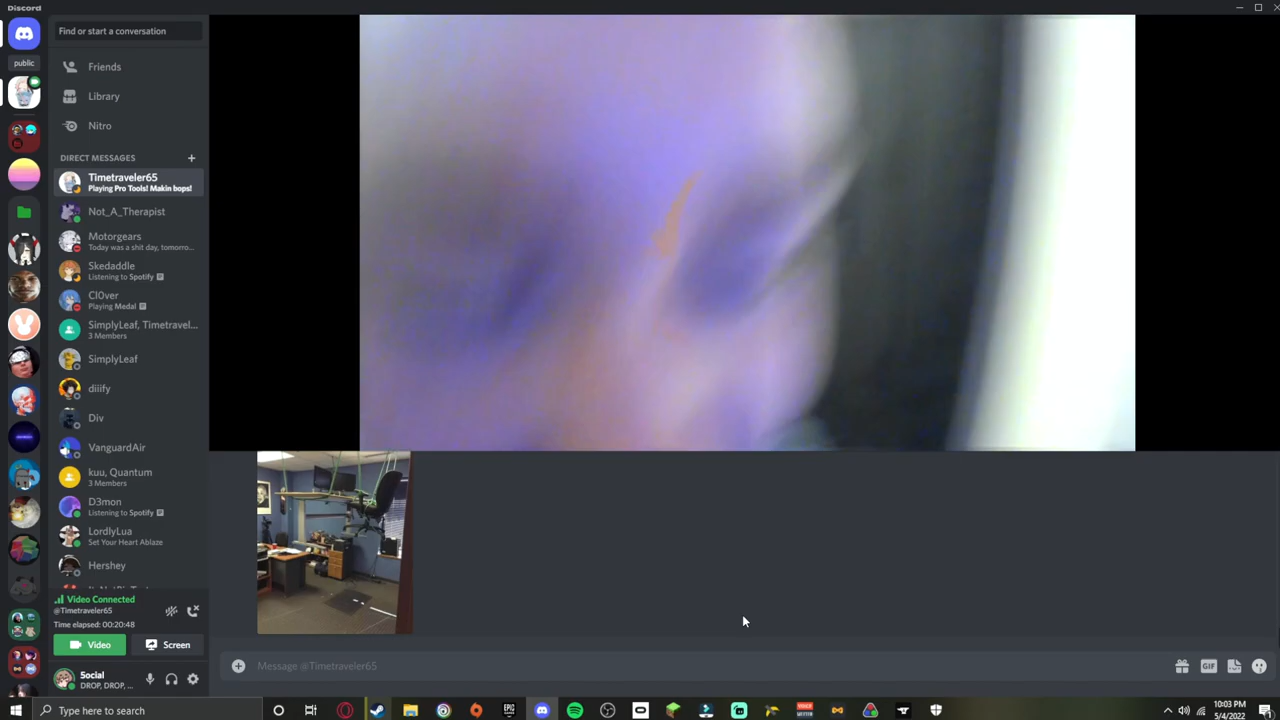 Discord
Find or start a conversation
public
Friends
Library
Nitro
DIRECT MESSAGES
Timetraveler65
Playing Pro Tools! Makin bops!
Not_A_Therapist
Motorgears
Today was a shit day, tomorro...
Skedaddle
Listening to Spotify
Cl0ver
Playing Medal
SimplyLeaf, Timetravel...
3 Members
SimplyLeaf
diiify
Div
VanguardAir
kuu, Quantum
3 Members
D3mon
Listening to Spotify
LordlyLua
Set Your Heart Ablaze
Hershey
Video Connected
@Timetraveler65
Time elapsed: 00:20:48
Video
Screen
Social
DROP, DROP, ...
Message @Timetraveler65
GIF
Type here to search
EPIC
10:03 PM
5/4/2022